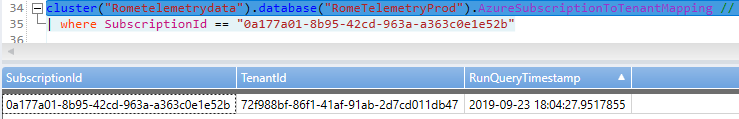 34 cluster("Rometelemetrydata").database("RomeTelemetryProd").AzureSubscriptionToTenantMapping //
35 | where SubscriptionId == "0a177a01-8b95-42cd-963a-a363c0e1e52b"
SubscriptionId TenantId RunQueryTimestamp
0a177a01-8b95-42cd-963a-a363c0e1e52b 72f988bf-86f1-41af-91ab-2d7cd011db47 2019-09-23 18:04:27.9517855